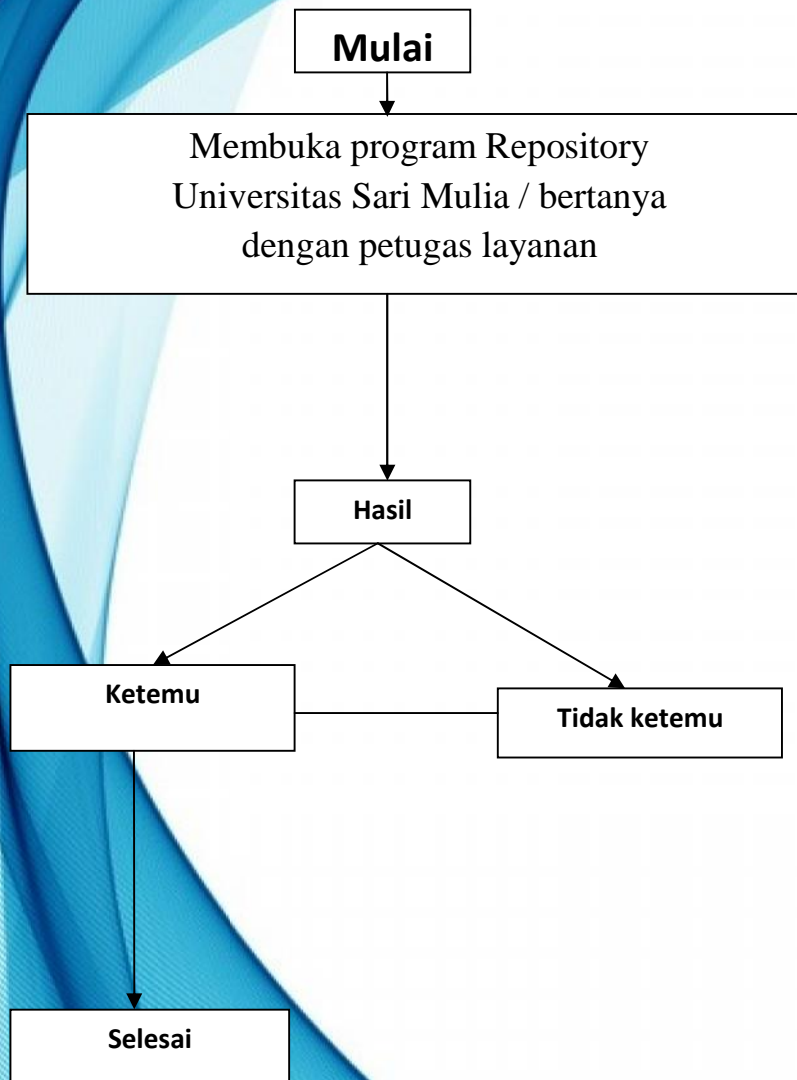 Mulai
Membuka program Repository
Universitas Sari Mulia / bertanya
dengan petugas layanan
Hasil
Ketemu
Tidak ketemu
Selesai